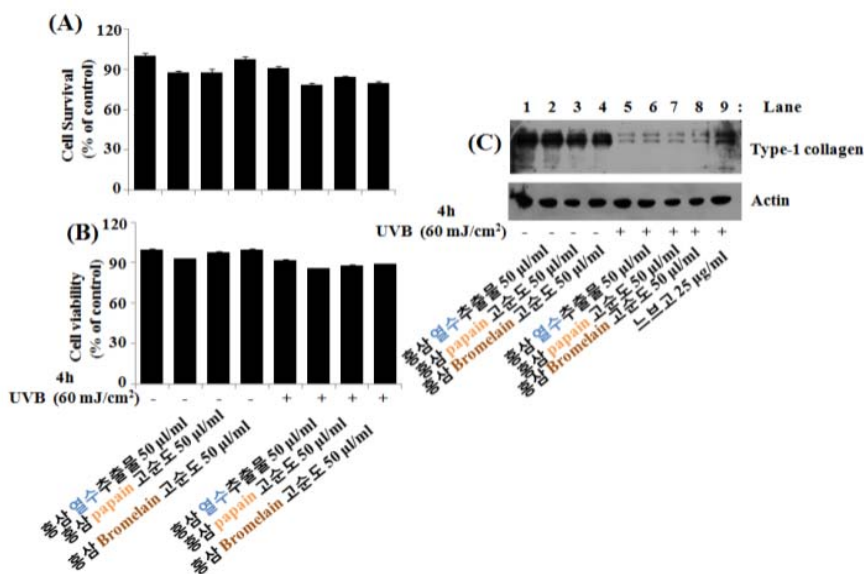 (A)
120
90
60
30
0
Cell Survival
(% of control)
(B)
120
90
60
30
0
Cell viability
(% of control)
4h
UVB (60 mJ/cm²)
- - - - + + + +
홍삼 열수 추출물 50 µl/ml
홍삼 papain 고순도 50 µl/ml
홍삼 Bromelain 고순도 50 µl/ml
홍삼 열수 추출물 50 µl/ml
홍삼 papain 고순도 50 µl/ml
홍삼 Bromelain 고순도 50 µl/ml
(C)
1 2 3 4 5 6 7 8 9 : Lane
Type-1 collagen
Actin
4h
UVB (60 mJ/cm²)
- - - - + + + + +
홍삼 열수 추출물 50 µl/ml
홍삼 papain 고순도 50 µl/ml
홍삼 Bromelain 고순도 50 µl/ml
홍삼 열수 추출물 50 µl/ml
홍삼 papain 고순도 50 µl/ml
홍삼 Bromelain 고순도 50 µl/ml
느브고 25 µg/ml